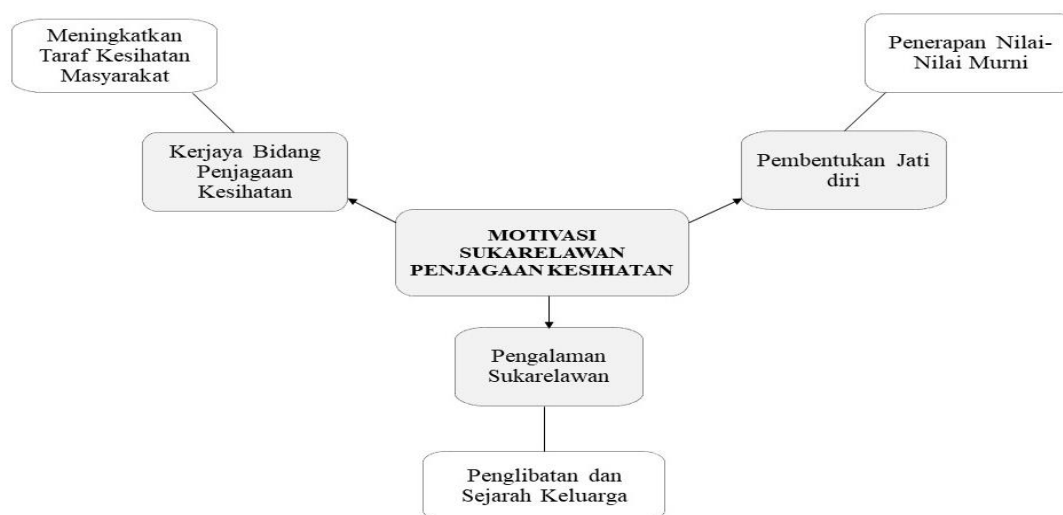 Meningkatkan
Taraf Kesihatan
Masyarakat
Penerapan Nilai-
Nilai Murni
Kerjaya Bidang
Penjagaan
Kesihatan
Pembentukan Jati
diri
MOTIVASI
SUKARELAWAN
PENJAGAAN KESIHATAN
Pengalaman
Sukarelawan
Penglibatan dan
Sejarah Keluarga